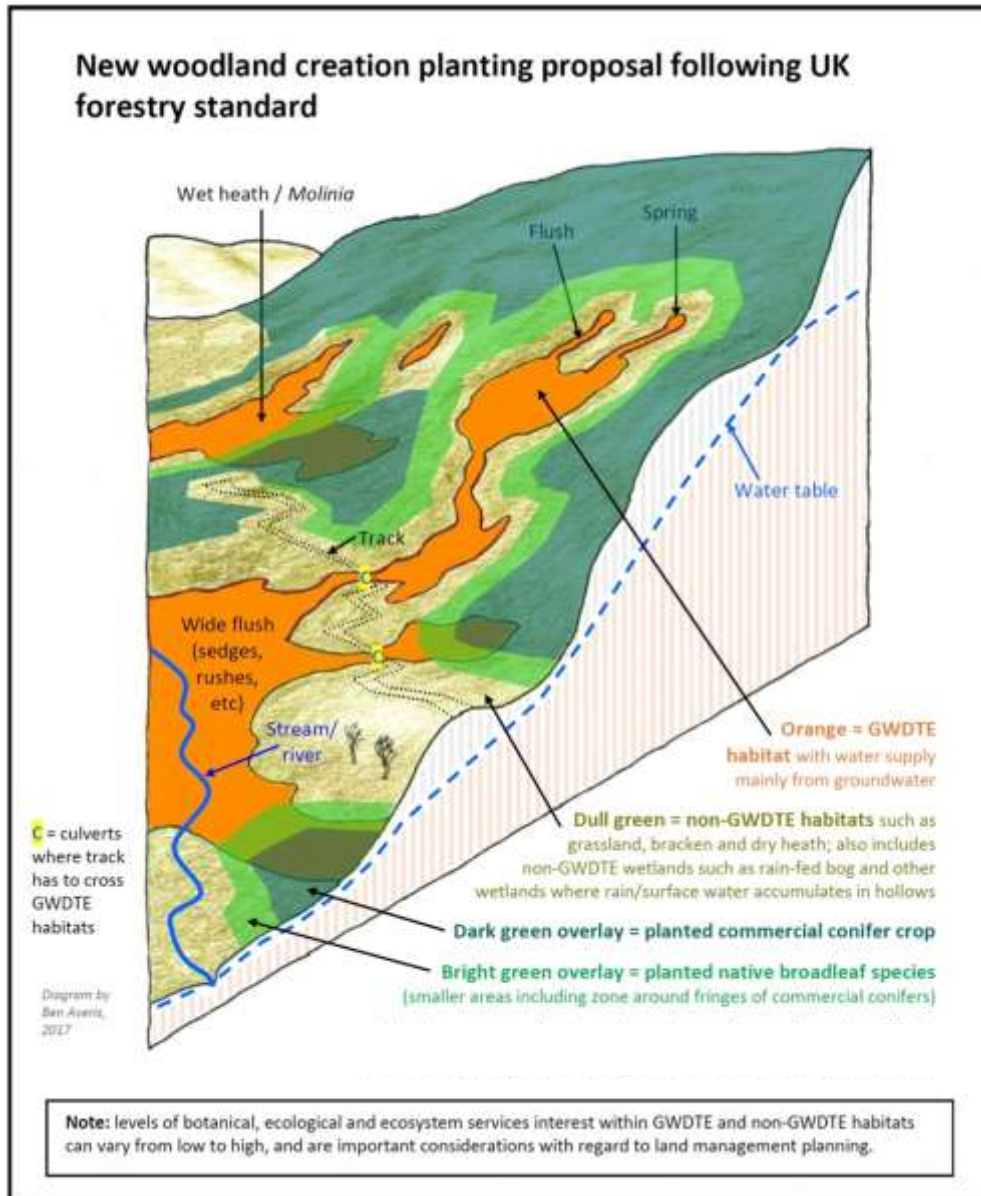 New woodland creation planting proposal following UK
forestry standard
Wet heath / Molinia
Flush
Spring
Water table
Track
C
C
Wide flush
(sedges,
rushes,
etc)
Stream/
river
Orange = GWDTE
habitat with water supply
mainly from groundwater
Dull green = non-GWDTE habitats such as
grassland, bracken and dry heath; also includes
non-GWDTE wetlands such as rain-fed bog and other
wetlands where rain/surface water accumulates in hollows
C = culverts
where track
has to cross
GWDTE
habitats
Dark green overlay = planted commercial conifer crop
Bright green overlay = planted native broadleaf species
(smaller areas including zone around fringes of commercial conifers)
Diagram by
Ben Averis,
2017
Note: levels of botanical, ecological and ecosystem services interest within GWDTE and non-GWDTE habitats
can vary from low to high, and are important considerations with regard to land management planning.